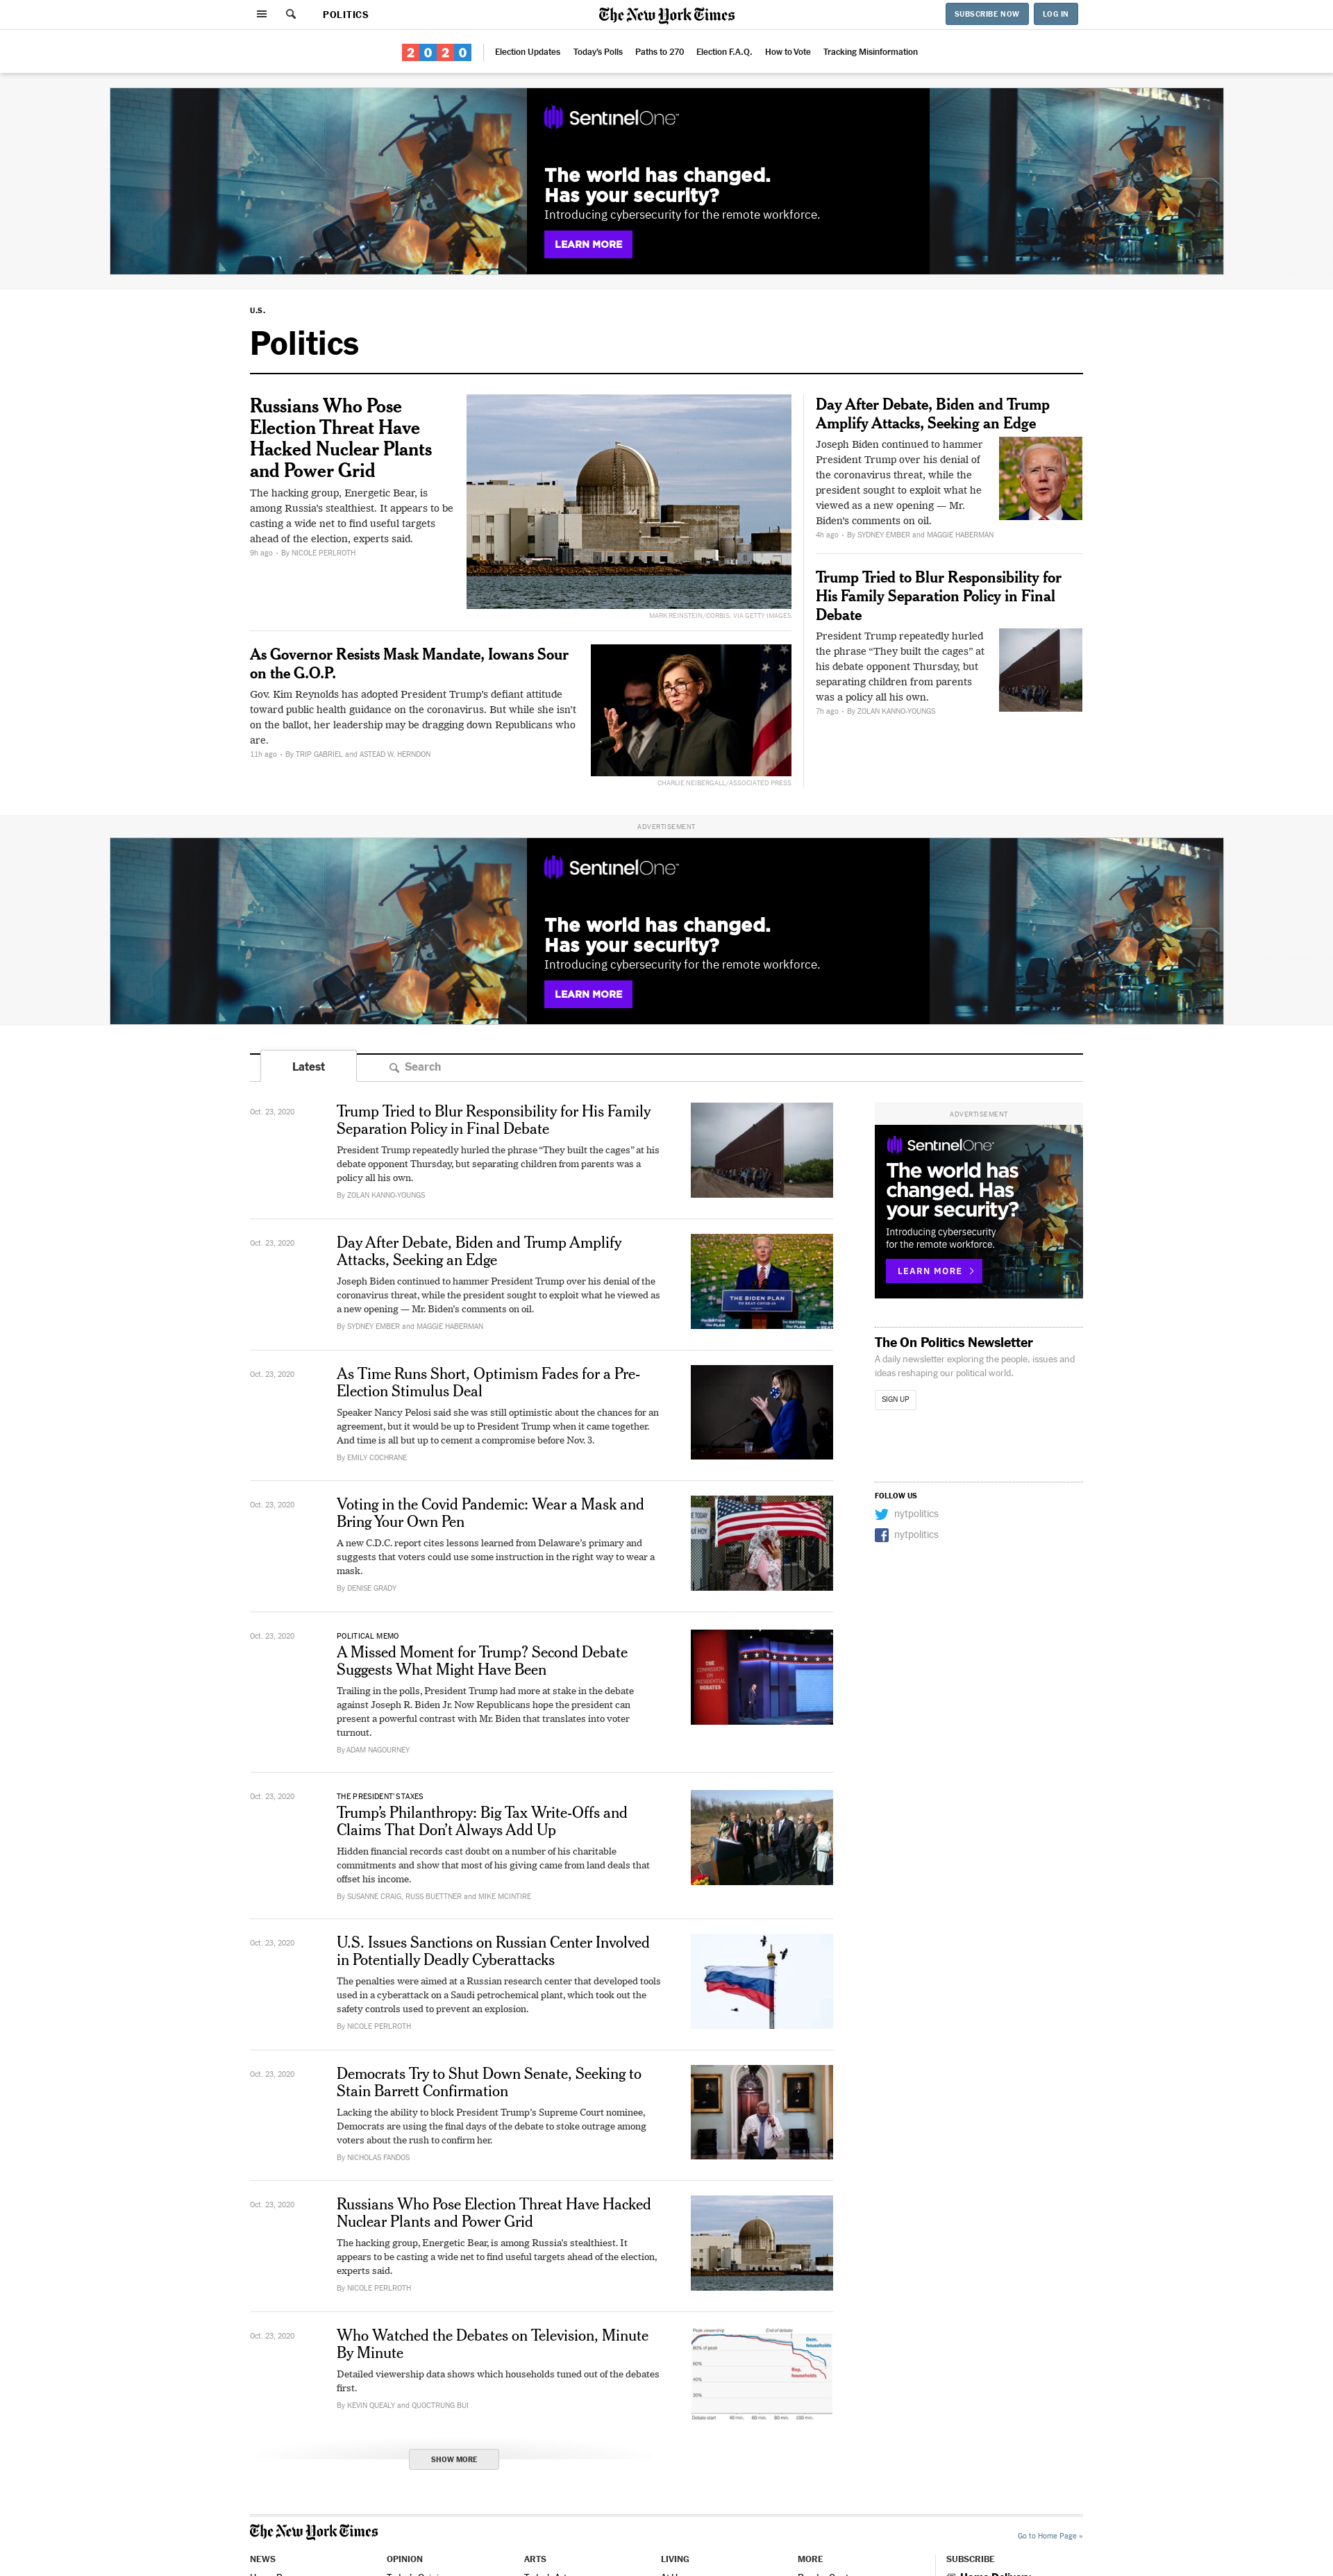 POLITICS
The New York Times
SUBSCRIBE NOW
LOG IN
2020
Election Updates
Today's Polls
Paths to 270
Election F.A.Q.
How to Vote
Tracking Misinformation
SentinelOne™
The world has changed.
Has your security?
Introducing cybersecurity for the remote workforce.
LEARN MORE
U.S.
Politics
Russians Who Pose
Election Threat Have
Hacked Nuclear Plants
and Power Grid
The hacking group, Energetic Bear, is
among Russia's stealthiest. It appears to be
casting a wide net to find useful targets
ahead of the election, experts said.
9h ago • By NICOLE PERLROTH
MARK REINSTEIN/CORBIS, VIA GETTY IMAGES
As Governor Resists Mask Mandate, Iowans Sour
on the G.O.P.
Gov. Kim Reynolds has adopted President Trump's defiant attitude
toward public health guidance on the coronavirus. But while she isn't
on the ballot, her leadership may be dragging down Republicans who
are.
11h ago • By TRIP GABRIEL and ASTEAD W. HERNDON
CHARLIE NEIBERGALL/ASSOCIATED PRESS
Day After Debate, Biden and Trump
Amplify Attacks, Seeking an Edge
Joseph Biden continued to hammer
President Trump over his denial of
the coronavirus threat, while the
president sought to exploit what he
viewed as a new opening — Mr.
Biden's comments on oil.
4h ago • By SYDNEY EMBER and MAGGIE HABERMAN
Trump Tried to Blur Responsibility for
His Family Separation Policy in Final
Debate
President Trump repeatedly hurled
the phrase “They built the cages” at
his debate opponent Thursday, but
separating children from parents
was a policy all his own.
7h ago • By ZOLAN KANNO-YOUNGS
ADVERTISEMENT
SentinelOne™
The world has changed.
Has your security?
Introducing cybersecurity for the remote workforce.
LEARN MORE
Latest
Search
Oct. 23, 2020
Trump Tried to Blur Responsibility for His Family
Separation Policy in Final Debate
President Trump repeatedly hurled the phrase “They built the cages” at his
debate opponent Thursday, but separating children from parents was a
policy all his own.
By ZOLAN KANNO-YOUNGS
Oct. 23, 2020
Day After Debate, Biden and Trump Amplify
Attacks, Seeking an Edge
Joseph Biden continued to hammer President Trump over his denial of the
coronavirus threat, while the president sought to exploit what he viewed as
a new opening — Mr. Biden's comments on oil.
By SYDNEY EMBER and MAGGIE HABERMAN
THE BIDEN PLAN
TO BEAT COVID-19
Oct. 23, 2020
As Time Runs Short, Optimism Fades for a Pre-
Election Stimulus Deal
Speaker Nancy Pelosi said she was still optimistic about the chances for an
agreement, but it would be up to President Trump when it came together.
And time is all but up to cement a compromise before Nov. 3.
By EMILY COCHRANE
Oct. 23, 2020
Voting in the Covid Pandemic: Wear a Mask and
Bring Your Own Pen
A new C.D.C. report cites lessons learned from Delaware's primary and
suggests that voters could use some instruction in the right way to wear a
mask.
By DENISE GRADY
Oct. 23, 2020
POLITICAL MEMO
A Missed Moment for Trump? Second Debate
Suggests What Might Have Been
Trailing in the polls, President Trump had more at stake in the debate
against Joseph R. Biden Jr. Now Republicans hope the president can
present a powerful contrast with Mr. Biden that translates into voter
turnout.
By ADAM NAGOURNEY
THE
COMMISSION
ON
PRESIDENTIAL
DEBATES
Oct. 23, 2020
THE PRESIDENT'S TAXES
Trump's Philanthropy: Big Tax Write-Offs and
Claims That Don't Always Add Up
Hidden financial records cast doubt on a number of his charitable
commitments and show that most of his giving came from land deals that
offset his income.
By SUSANNE CRAIG, RUSS BUETTNER and MIKE MCINTIRE
Oct. 23, 2020
U.S. Issues Sanctions on Russian Center Involved
in Potentially Deadly Cyberattacks
The penalties were aimed at a Russian research center that developed tools
used in a cyberattack on a Saudi petrochemical plant, which took out the
safety controls used to prevent an explosion.
By NICOLE PERLROTH
Oct. 23, 2020
Democrats Try to Shut Down Senate, Seeking to
Stain Barrett Confirmation
Lacking the ability to block President Trump's Supreme Court nominee,
Democrats are using the final days of the debate to stoke outrage among
voters about the rush to confirm her.
By NICHOLAS FANDOS
Oct. 23, 2020
Russians Who Pose Election Threat Have Hacked
Nuclear Plants and Power Grid
The hacking group, Energetic Bear, is among Russia's stealthiest. It
appears to be casting a wide net to find useful targets ahead of the election,
experts said.
By NICOLE PERLROTH
Oct. 23, 2020
Who Watched the Debates on Television, Minute
By Minute
Detailed viewership data shows which households tuned out of the debates
first.
By KEVIN QUEALY and QUOCTRUNG BUI
Peak viewership
End of debate
Dem.
households
Rep.
households
Debate start
SHOW MORE
ADVERTISEMENT
SentinelOne™
The world has
changed. Has
your security?
Introducing cybersecurity
for the remote workforce.
LEARN MORE
The On Politics Newsletter
A daily newsletter exploring the people, issues and
ideas reshaping our political world.
SIGN UP
FOLLOW US
nytpolitics
nytpolitics
The New York Times
Go to Home Page »
NEWS
OPINION
ARTS
LIVING
MORE
SUBSCRIBE